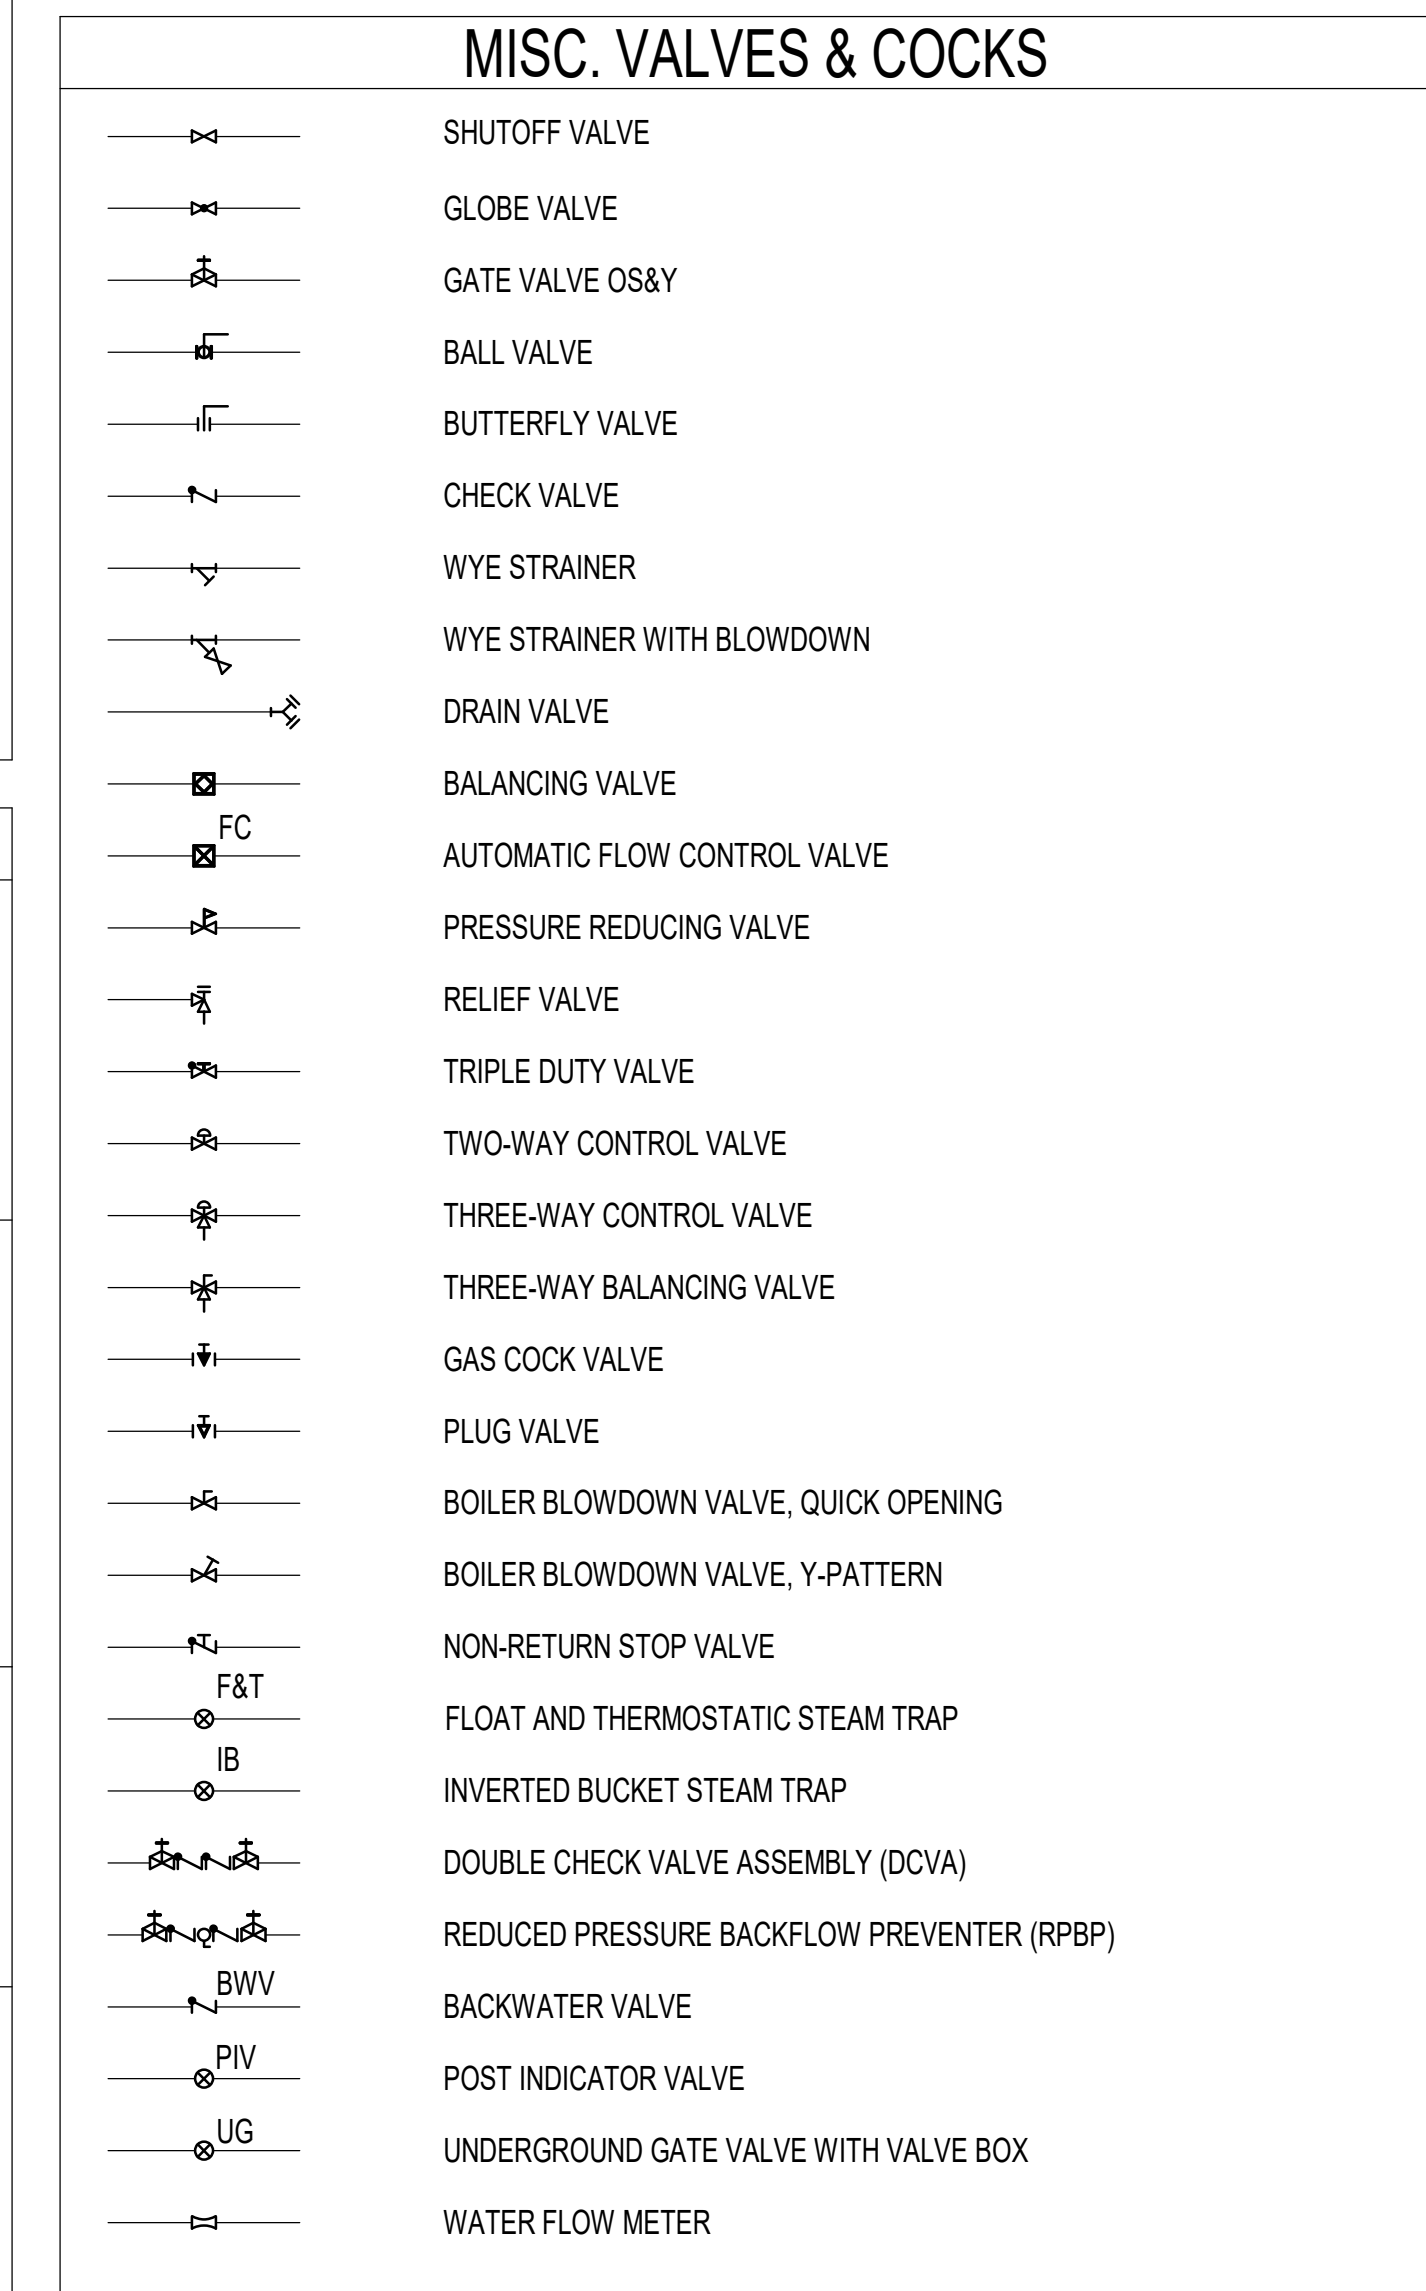 MISC. VALVES & COCKS
SHUTOFF VALVE
GLOBE VALVE
GATE VALVE OS&Y
BALL VALVE
BUTTERFLY VALVE
CHECK VALVE
WYE STRAINER
WYE STRAINER WITH BLOWDOWN
DRAIN VALVE
BALANCING VALVE
FC
AUTOMATIC FLOW CONTROL VALVE
PRESSURE REDUCING VALVE
RELIEF VALVE
TRIPLE DUTY VALVE
TWO-WAY CONTROL VALVE
THREE-WAY CONTROL VALVE
THREE-WAY BALANCING VALVE
GAS COCK VALVE
PLUG VALVE
BOILER BLOWDOWN VALVE, QUICK OPENING
BOILER BLOWDOWN VALVE, Y-PATTERN
NON-RETURN STOP VALVE
F&T
FLOAT AND THERMOSTATIC STEAM TRAP
IB
INVERTED BUCKET STEAM TRAP
DOUBLE CHECK VALVE ASSEMBLY (DCVA)
REDUCED PRESSURE BACKFLOW PREVENTER (RPBP)
BWV
BACKWATER VALVE
PIV
POST INDICATOR VALVE
UG
UNDERGROUND GATE VALVE WITH VALVE BOX
WATER FLOW METER